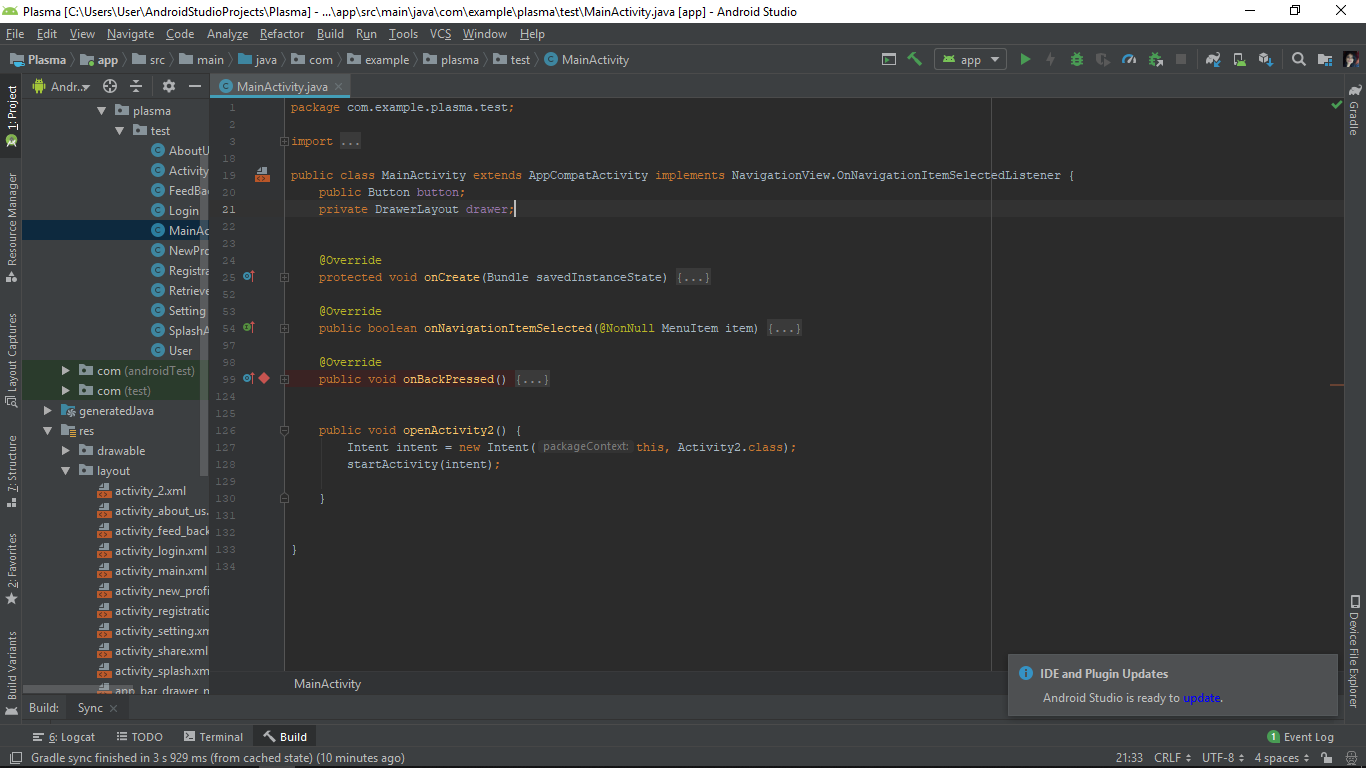 Plasma [C:\Users\User\AndroidStudioProjects\Plasma] - ...\app\src\main\java\com\example\plasma\test\MainActivity.java [app] - Android Studio
File Edit View Navigate Code Analyze Refactor Build Run Tools VCS Window Help
Plasma app src main java com example plasma test MainActivity app
Andr.. MainActivity.java
1: Project
Resource Manager
Layout Captures
7: Structure
2: Favorites
Build Variants
plasma
test
AboutU
Activity
FeedBa
Login
MainAc
NewPro
Registra
Retrieve
Setting
SplashA
User
com (androidTest)
com (test)
generatedJava
res
drawable
layout
activity_2.xml
activity_about_us.
activity_feed_back
activity_login.xml
activity_main.xml
activity_new_profi
activity_registratio
activity_setting.xm
activity_share.xml
activity_splash.xm
app_bar_drawer_m
1 package com.example.plasma.test;
2
3 import ...
18
19 public class MainActivity extends AppCompatActivity implements NavigationView.OnNavigationItemSelectedListener {
20 public Button button;
21 private DrawerLayout drawer;
22
23
24 @Override
25 protected void onCreate(Bundle savedInstanceState) {...}
52
53 @Override
54 public boolean onNavigationItemSelected(@NonNull MenuItem item) {...}
97
98 @Override
99 public void onBackPressed() {...}
124
125
126 public void openActivity2() {
127 Intent intent = new Intent( packageContext: this, Activity2.class);
128 startActivity(intent);
129
130 }
131
132
133 }
134
MainActivity
Gradle
Device File Explorer
IDE and Plugin Updates
Android Studio is ready to update.
Build: Sync
6: Logcat TODO Terminal Build 1 Event Log
Gradle sync finished in 3 s 929 ms (from cached state) (10 minutes ago) 21:33 CRLF UTF-8 4 spaces